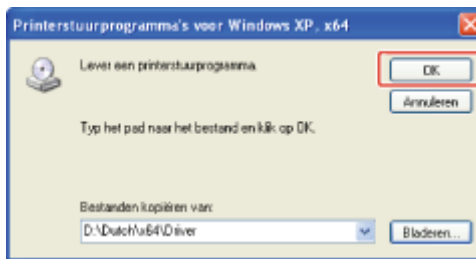 Printerstuurprogramma's voor Windows XP, x64
Lever een printerstuurprogramma.
OK
Annuleren
Typ het pad naar het bestand en klik op OK.
Bestanden kopiëren van:
D:\Dutch\x64\Driver
Bladeren...